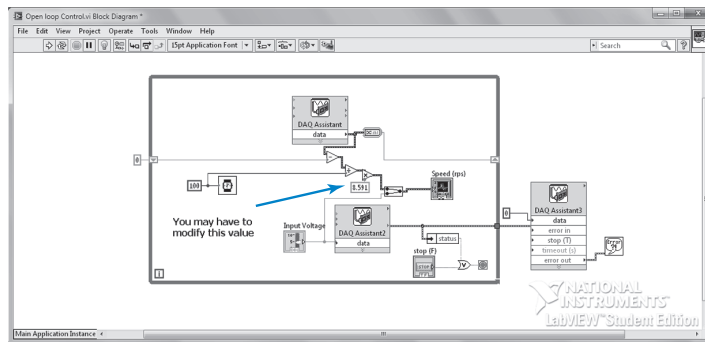 Open loop Control.vi Block Diagram *
File Edit View Project Operate Tools Window Help
15pt Application Font
Search
DAQ Assistant
data
0
100
8.591
Speed (rps)
You may have to
modify this value
Input Voltage
DAQ Assistant2
data
status
stop (F)
STOP
i
0
DAQ Assistant3
data
error in
stop (T)
timeout (s)
error out
Error
NATIONAL
INSTRUMENTS
LabVIEW™ Student Edition
Main Application Instance